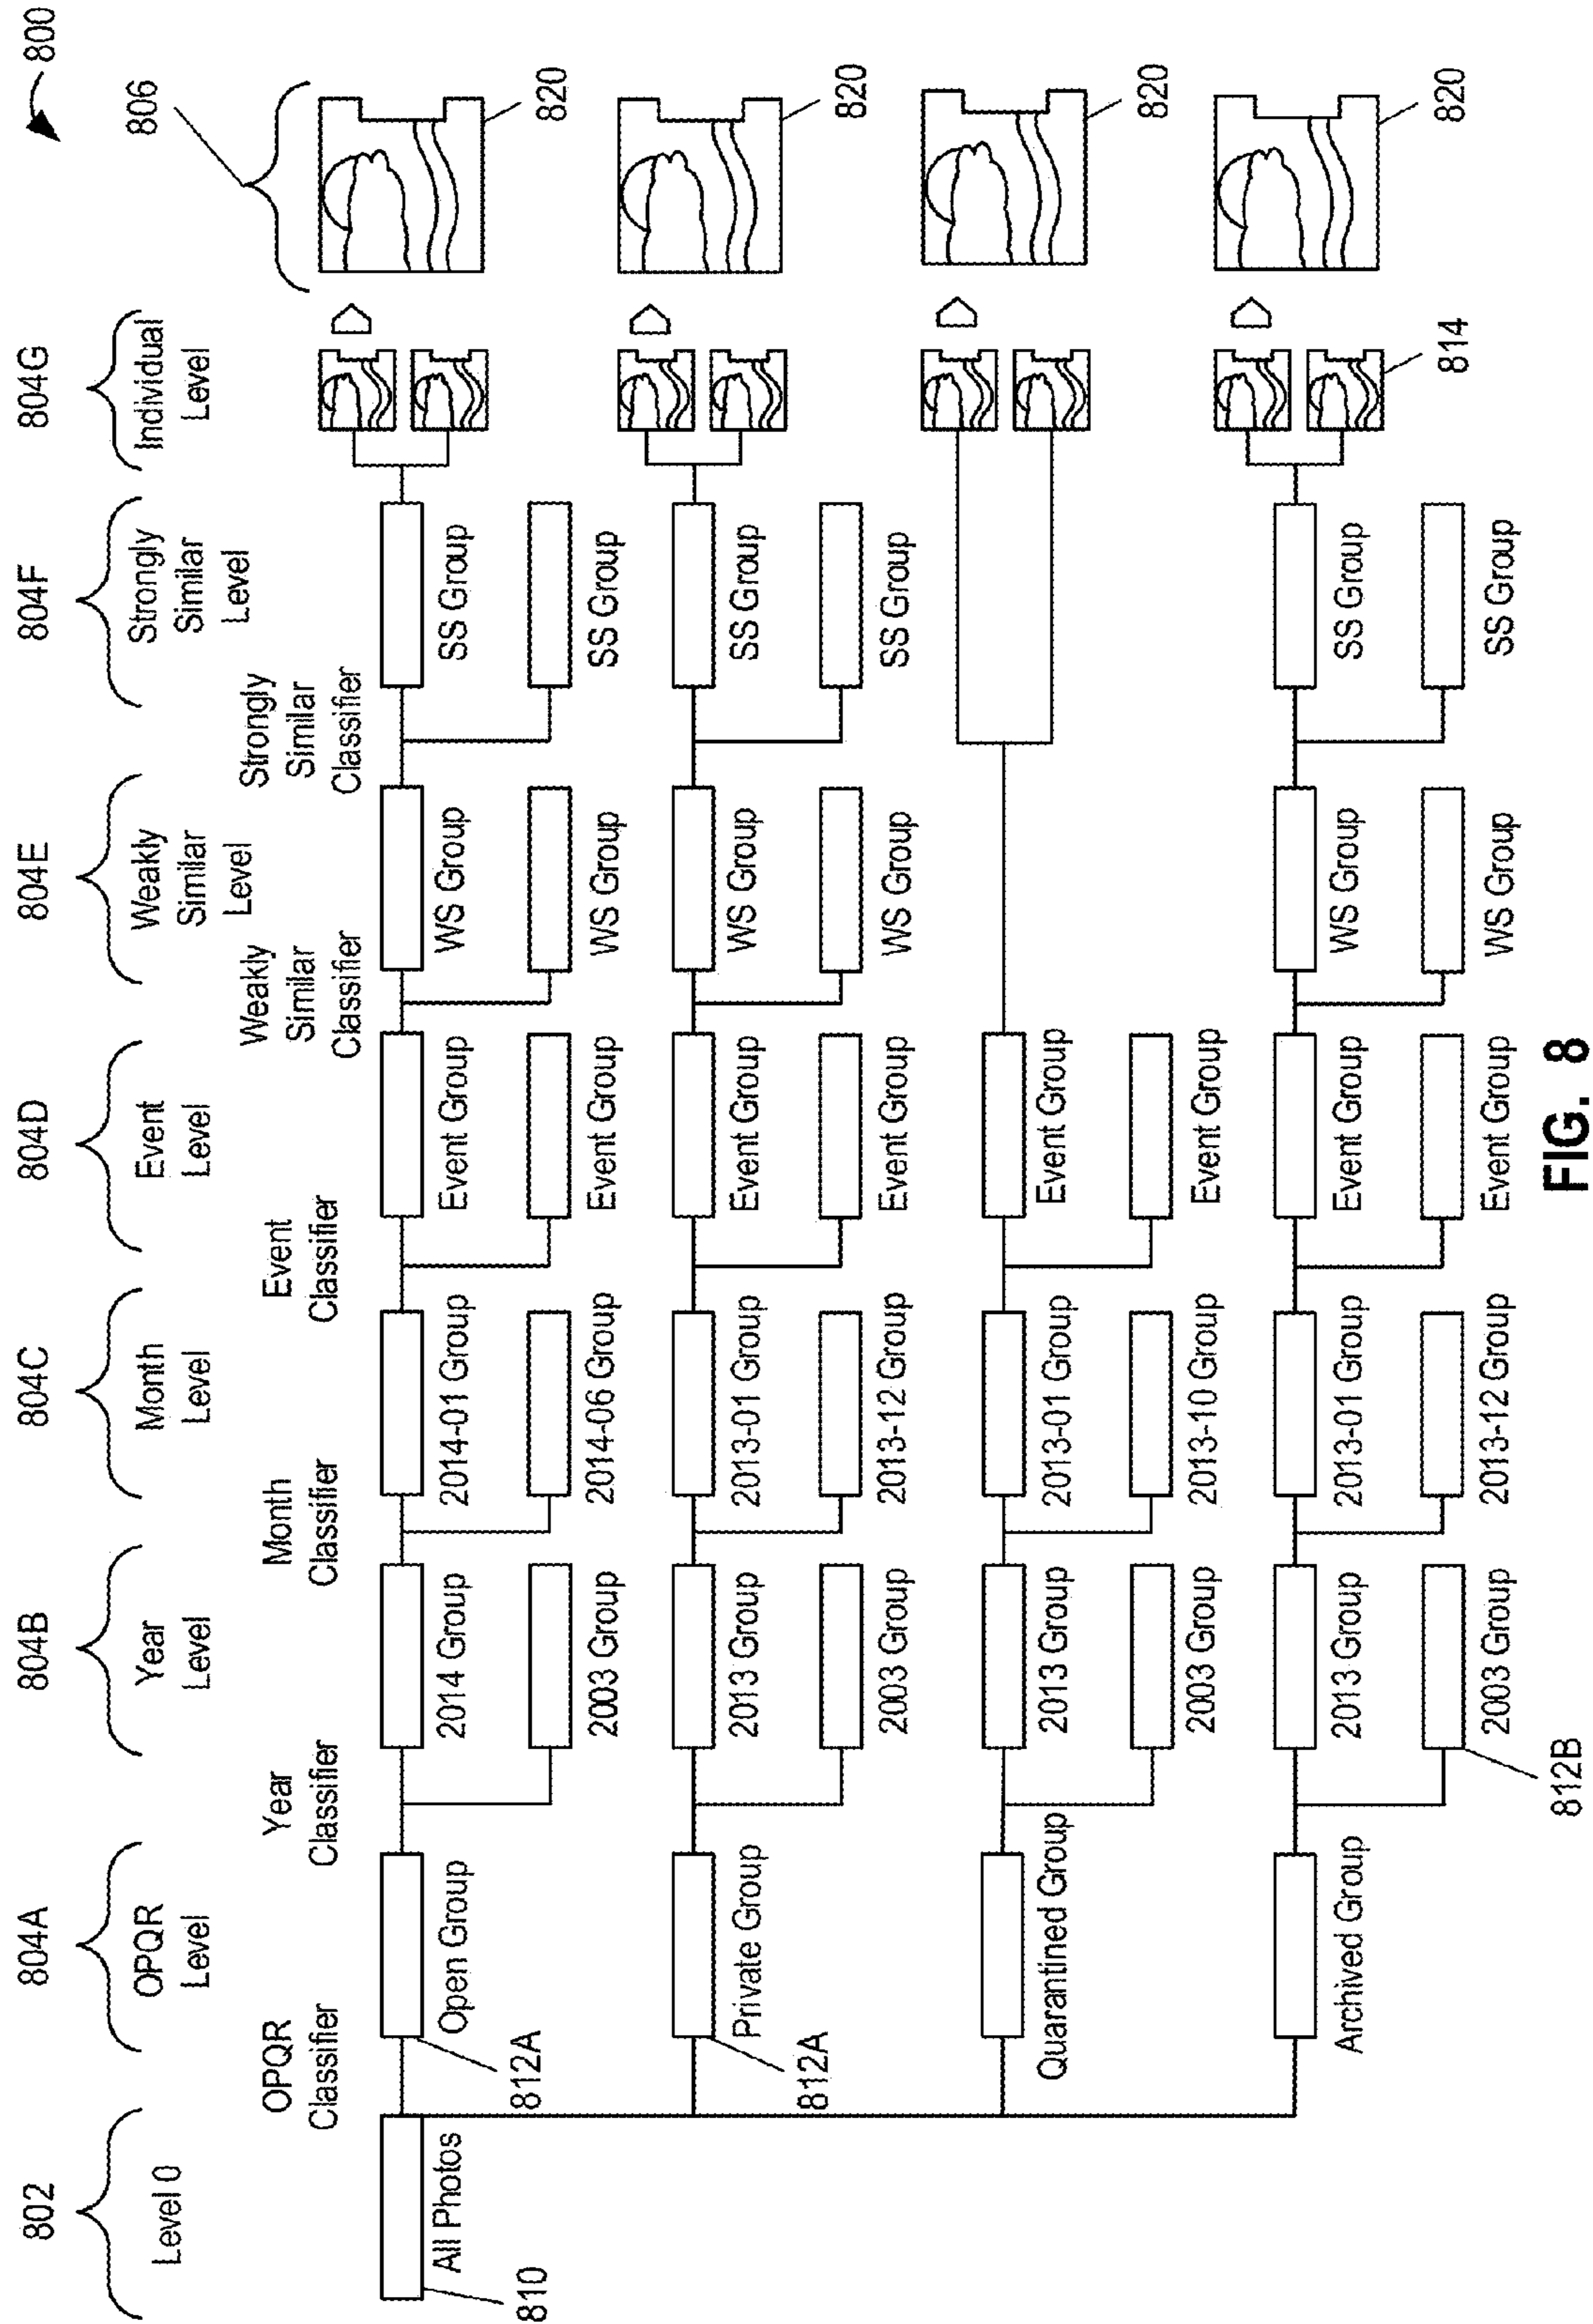 800
802
804A
804B
804C
804D
804E
804F
804G
806
Level 0
OPQR
Level
Year
Level
Month
Level
Event
Level
Weakly
Similar
Level
Strongly
Similar
Level
Individual
Level
OPQR
Classifier
Year
Classifier
Month
Classifier
Event
Classifier
Weakly
Similar
Classifier
Strongly
Similar
Classifier
All Photos
810
Open Group
812A
2014 Group
2014-01 Group
Event Group
WS Group
SS Group
820
2003 Group
2014-06 Group
Event Group
WS Group
SS Group
Private Group
812A
2013 Group
2013-01 Group
Event Group
WS Group
SS Group
820
2003 Group
2013-12 Group
Event Group
WS Group
SS Group
Quarantined Group
2013 Group
2013-01 Group
Event Group
820
2003 Group
2013-10 Group
Event Group
Archived Group
2013 Group
2013-01 Group
Event Group
WS Group
SS Group
814
820
2003 Group
2013-12 Group
Event Group
WS Group
SS Group
812B
FIG. 8